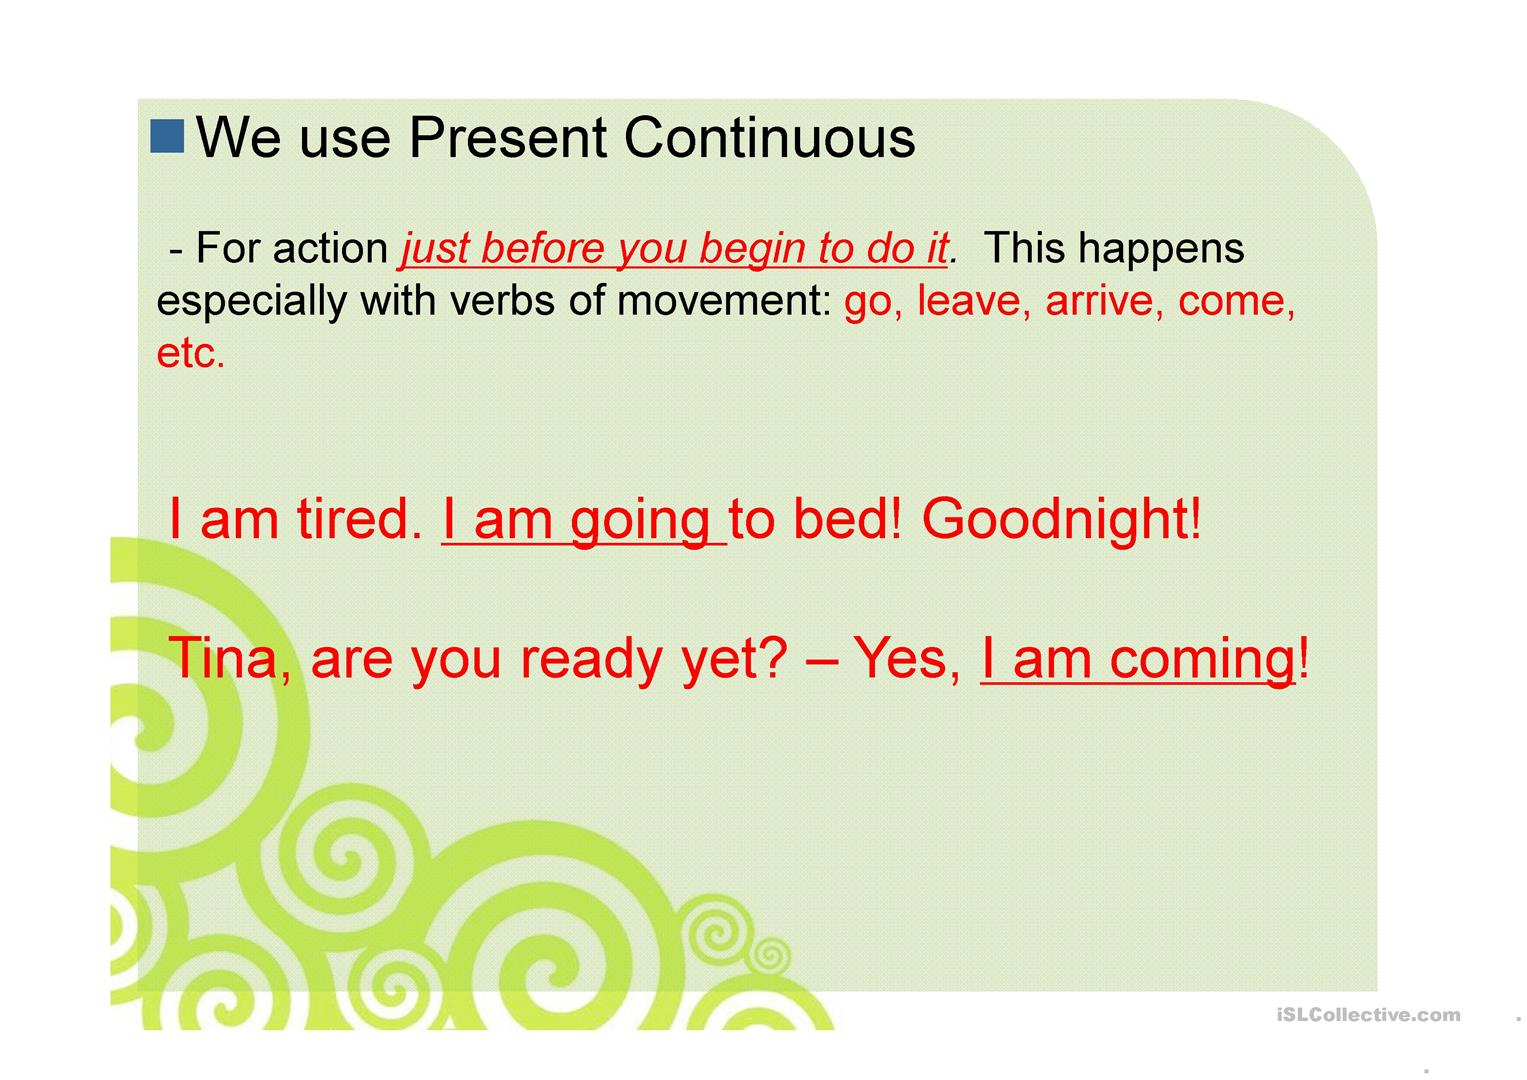 We use Present Continuous
- For action just before you begin to do it.  This happens
especially with verbs of movement: go, leave, arrive, come,
etc.
I am tired. I am going to bed! Goodnight!
Tina, are you ready yet? – Yes, I am coming!
iSLCollective.com